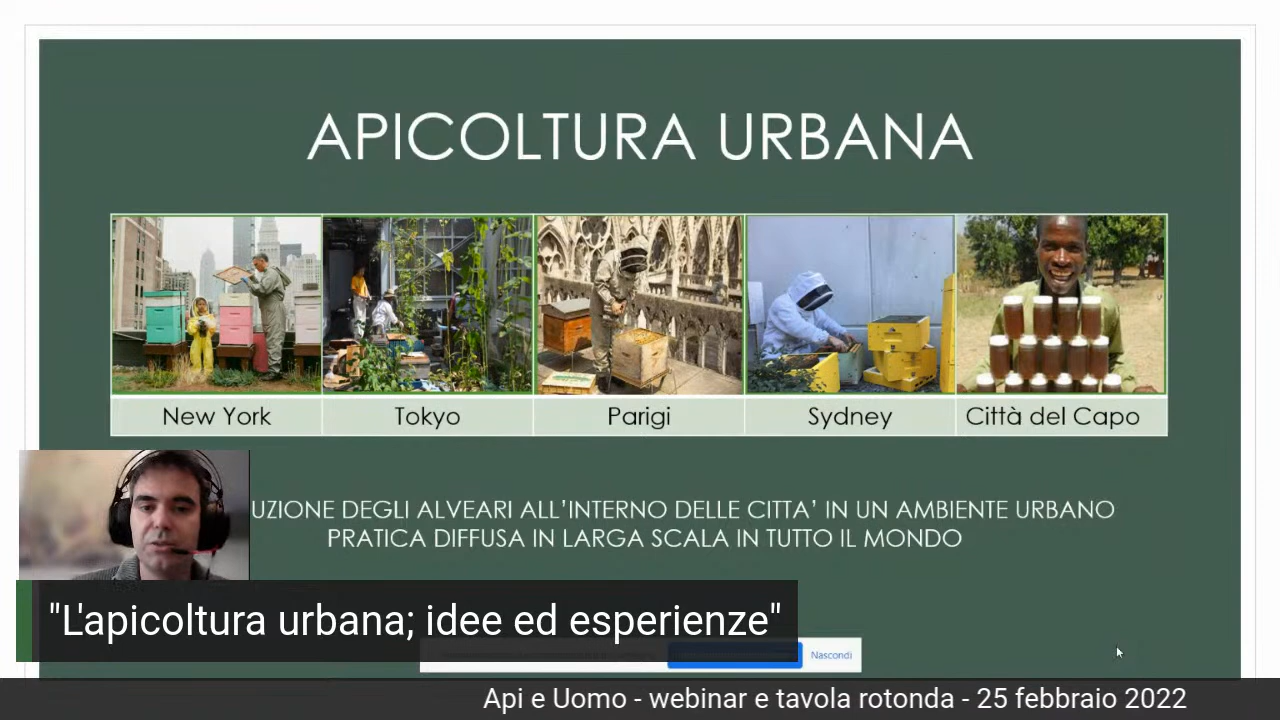 APICOLTURA URBANA
New York
Tokyo
Parigi
Sydney
Città del Capo
UZIONE DEGLI ALVEARI ALL'INTERNO DELLE CITTA' IN UN AMBIENTE URBANO
PRATICA DIFFUSA IN LARGA SCALA IN TUTTO IL MONDO
"L'apicoltura urbana; idee ed esperienze"
Nascondi
Api e Uomo - webinar e tavola rotonda - 25 febbraio 2022